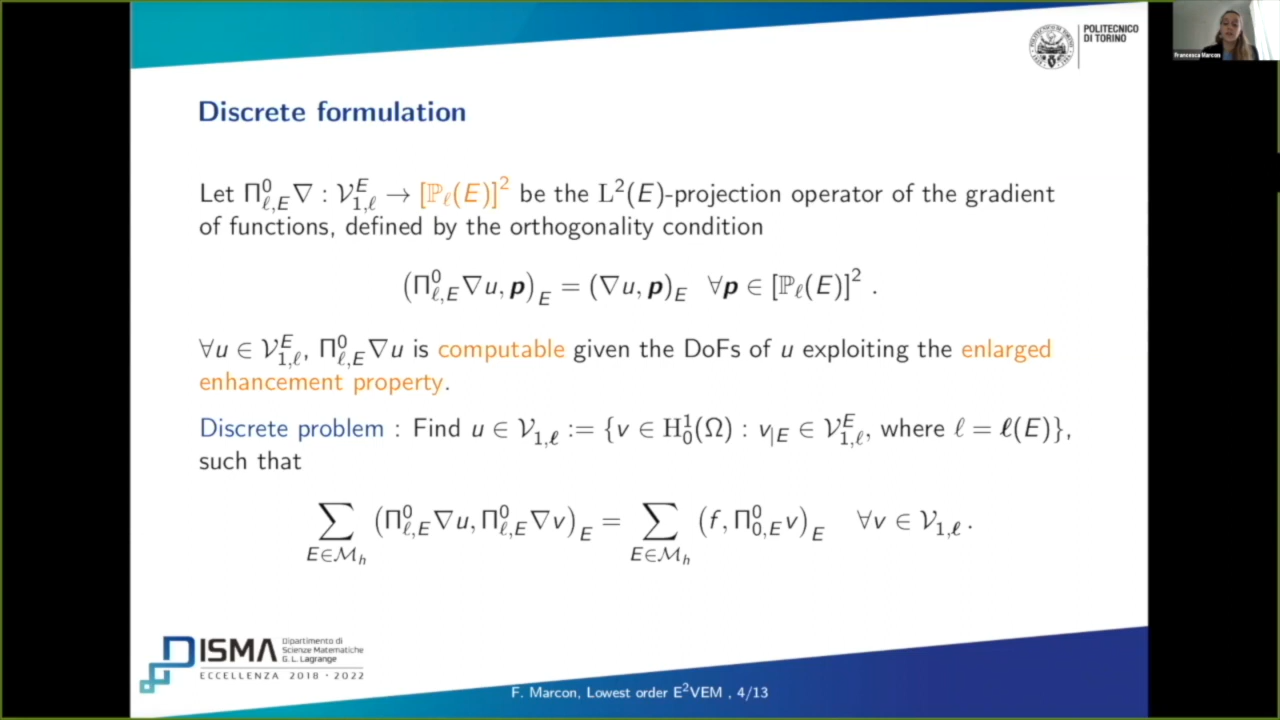 POLITECNICO
DI TORINO
Francesca Marcon
Discrete formulation
Let Π⁰_{ℓ,E}∇ : 𝒱^E_{1,ℓ} → [ℙ_ℓ(E)]² be the L²(E)-projection operator of the gradient
of functions, defined by the orthogonality condition
(Π⁰_{ℓ,E}∇u, p)_E = (∇u, p)_E ∀p ∈ [ℙ_ℓ(E)]² .
∀u ∈ 𝒱^E_{1,ℓ}, Π⁰_{ℓ,E}∇u is computable given the DoFs of u exploiting the enlarged
enhancement property.
Discrete problem : Find u ∈ 𝒱_{1,ℓ} := {v ∈ H¹₀(Ω) : v_{|E} ∈ 𝒱^E_{1,ℓ}, where ℓ = ℓ(E)},
such that
∑_{E∈ℳ_h} (Π⁰_{ℓ,E}∇u, Π⁰_{ℓ,E}∇v)_E = ∑_{E∈ℳ_h} (f, Π⁰_{0,E}v)_E ∀v ∈ 𝒱_{1,ℓ}.
DISMA
Dipartimento di
Scienze Matematiche
G. L. Lagrange
ECCELLENZA 2018 · 2022
F. Marcon, Lowest order E²VEM , 4/13